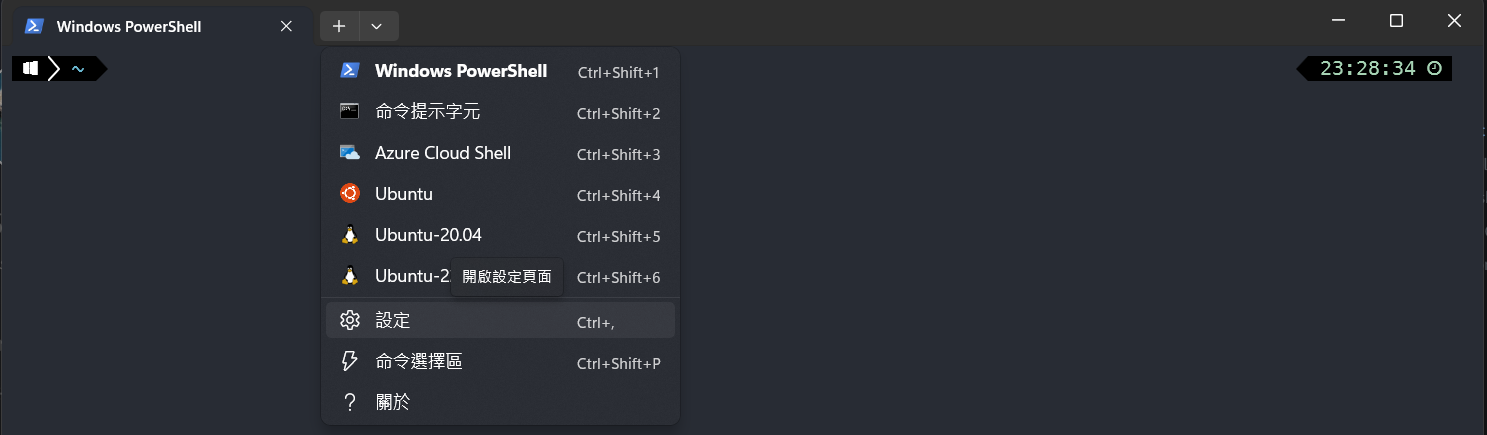 Windows PowerShell
~
23:28:34
Windows PowerShell Ctrl+Shift+1
命令提示字元 Ctrl+Shift+2
Azure Cloud Shell Ctrl+Shift+3
Ubuntu Ctrl+Shift+4
Ubuntu-20.04 Ctrl+Shift+5
Ubuntu-2 Ctrl+Shift+6
開啟設定頁面
設定 Ctrl+,
命令選擇區 Ctrl+Shift+P
關於